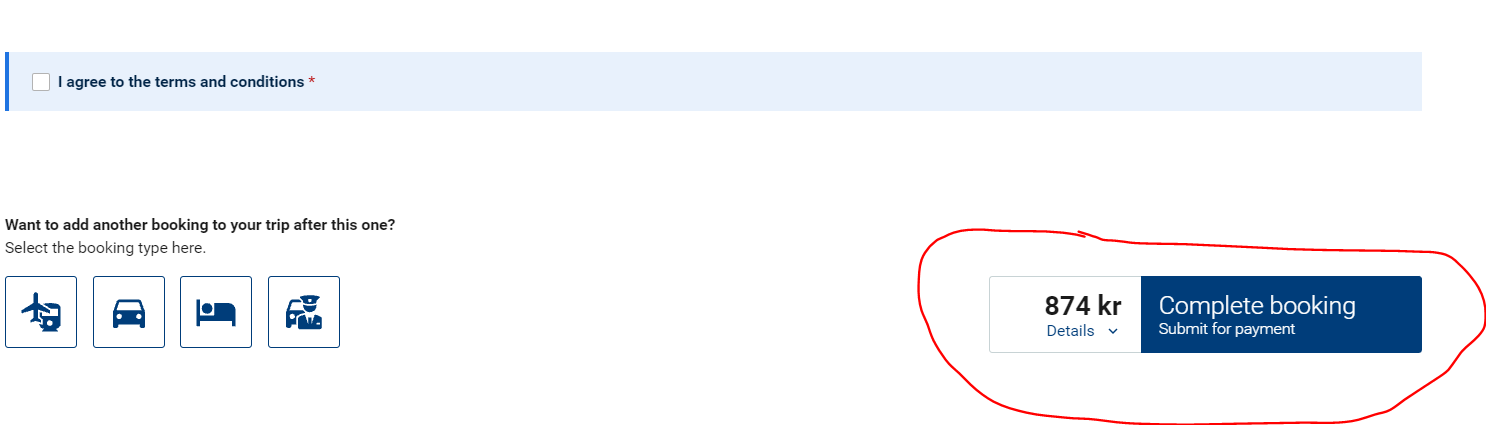 I agree to the terms and conditions *
Want to add another booking to your trip after this one?
Select the booking type here.
874 kr
Details
Complete booking
Submit for payment